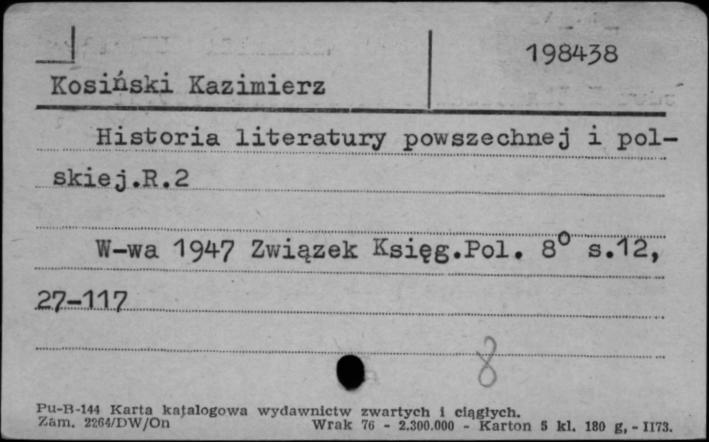 198438
Kosiński Kazimierz
Historia literatury powszechnej i pol-
skiej.R.2
W-wa 1947 Związek Księg.Pol. 8° s.12,
27-117
8
Pu-B-144 Karta katalogowa wydawnictw zwartych i ciągłych.
Zam. 2264/DW/On Wrak 76 - 2.300.000 - Karton 5 kl. 180 g, - II73.